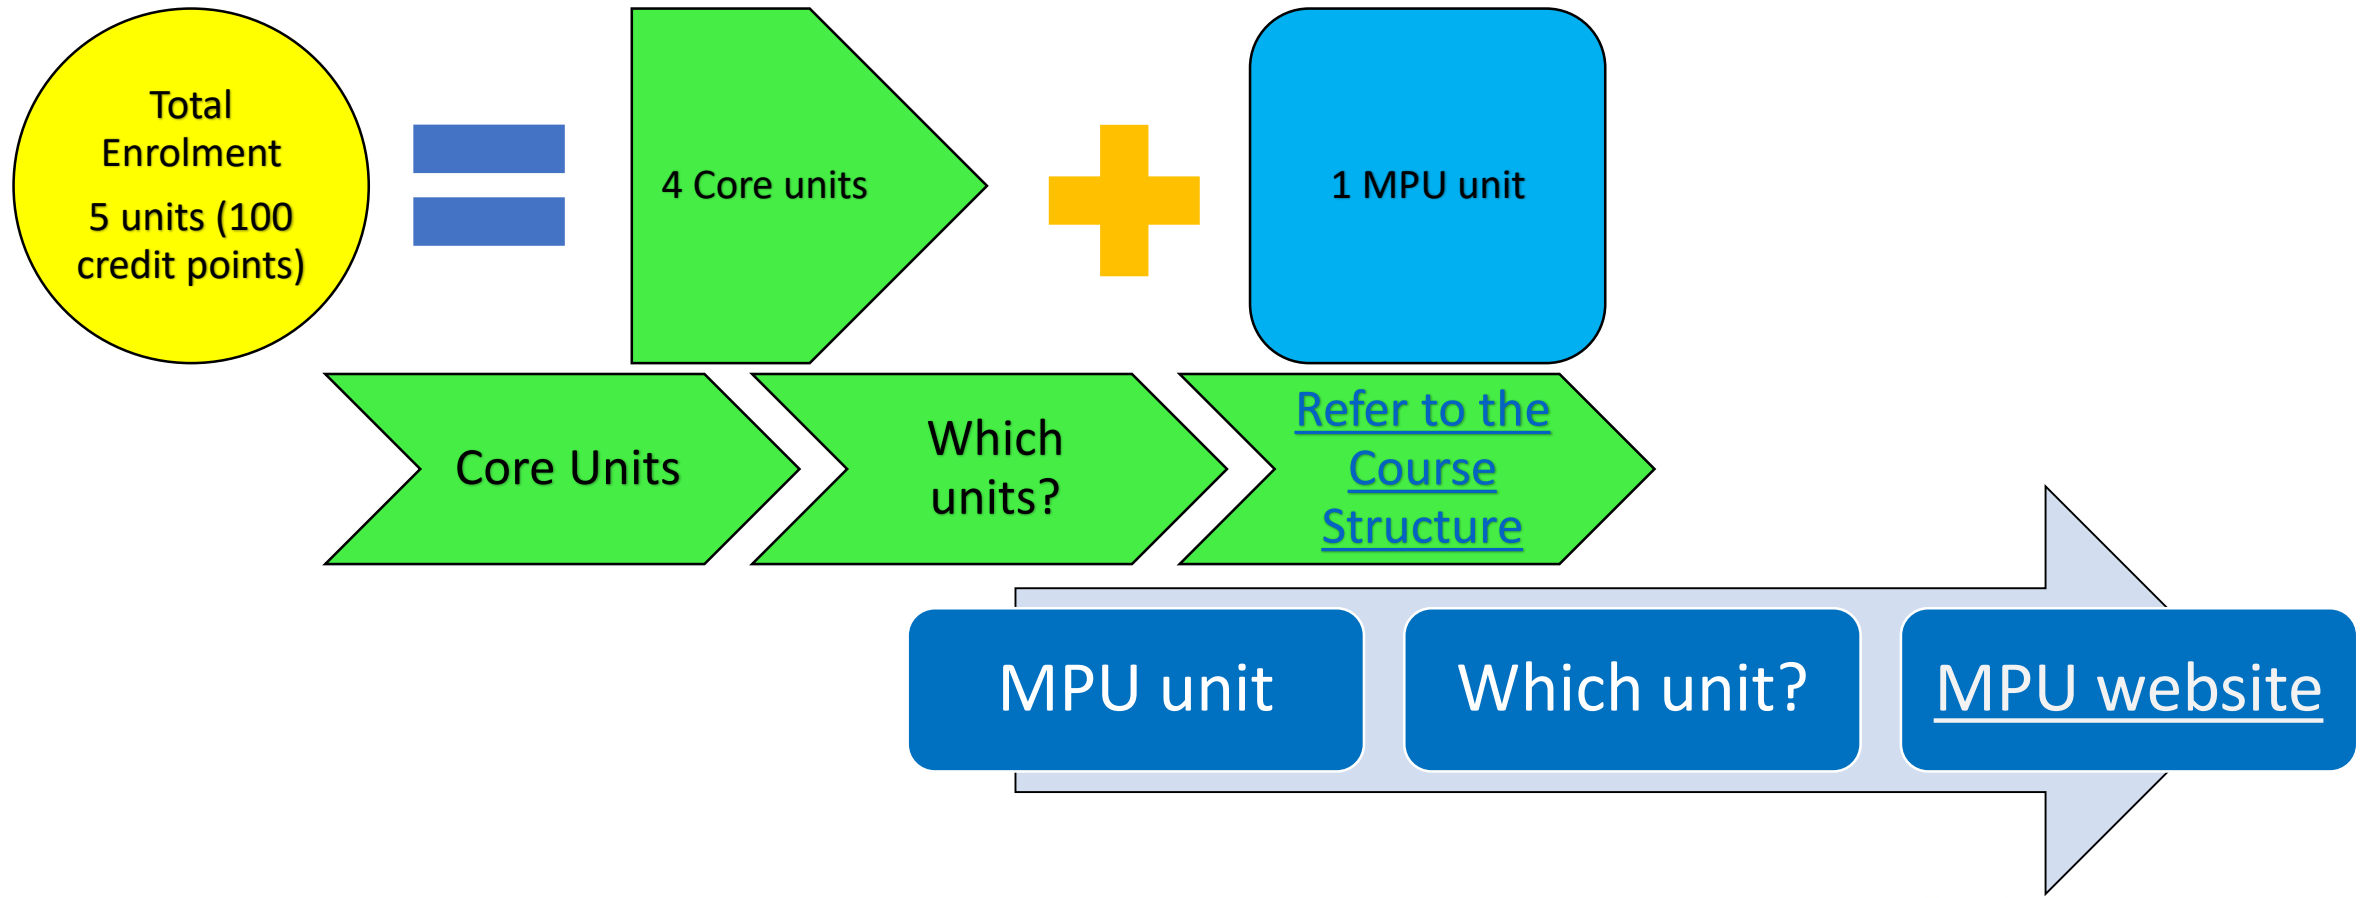 Total
Enrolment
5 units (100
credit points)
4 Core units
1 MPU unit
Core Units
Which
units?
Refer to the
Course
Structure
MPU unit
Which unit?
MPU website